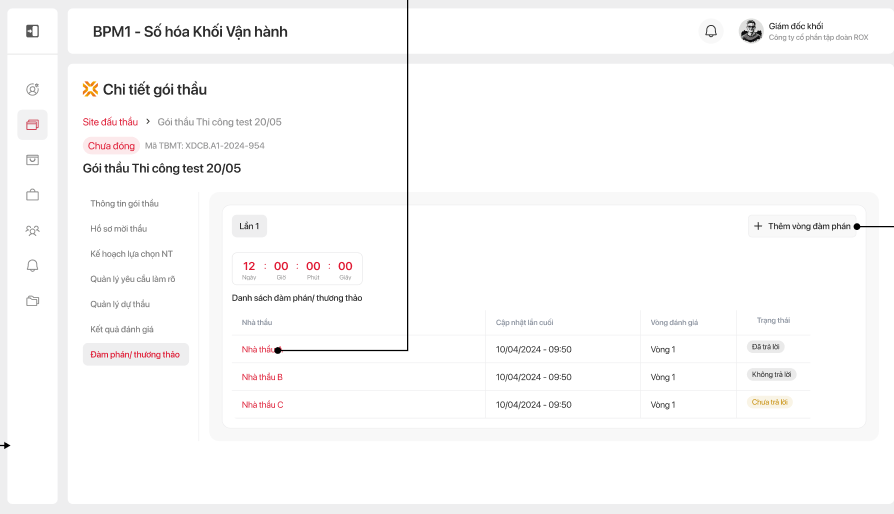 BPM1 - Số hóa Khối Vận hành
Giám đốc khối
Công ty cổ phần tập đoàn ROX
Chi tiết gói thầu
Site đấu thầu > Gói thầu Thi công test 20/05
Chưa đóng Mã TBMT: XDCB.A1-2024-954
Gói thầu Thi công test 20/05
Thông tin gói thầu
Hồ sơ mời thầu
Kế hoạch lựa chọn NT
Quản lý yêu cầu làm rõ
Quản lý dự thầu
Kết quả đánh giá
Đàm phán/ thương thảo
Lần 1
+ Thêm vòng đàm phán
12 : 00 : 00 : 00
Ngày Giờ Phút Giây
Danh sách đàm phán/ thương thảo
Nhà thầu Cập nhật lần cuối Vòng đánh giá Trạng thái
Nhà thầu 10/04/2024 - 09:50 Vòng 1 Đã trả lời
Nhà thầu B 10/04/2024 - 09:50 Vòng 1 Không trả lời
Nhà thầu C 10/04/2024 - 09:50 Vòng 1 Chưa trả lời